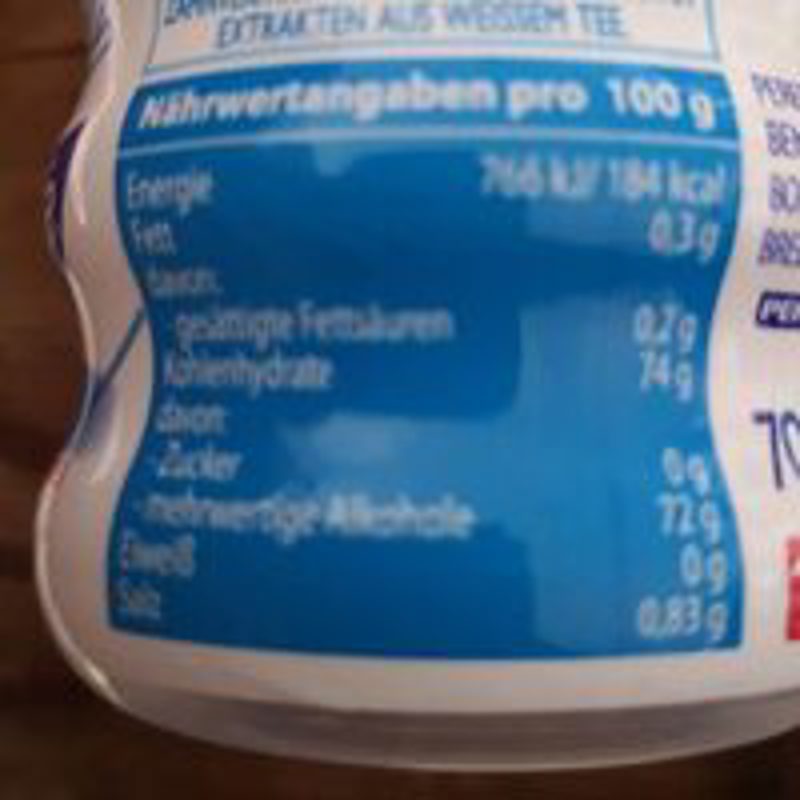 EXTRAKTEN AUS WEISSEM TEE
Nährwertangaben pro 100 g
Energie 766 kJ/ 184 kcal
Fett 0,3 g
davon:
-gesättigte Fettsäuren 0,2 g
Kohlenhydrate 74 g
davon:
-Zucker 0 g
-mehrwertige Alkohole 72 g
Eiweiß 0 g
Salz 0,83 g
70